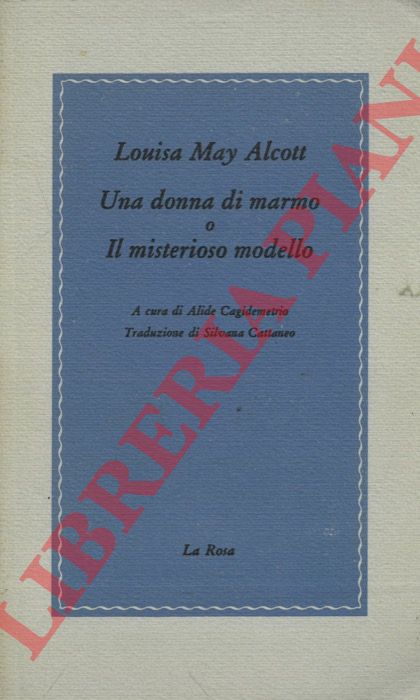 Louisa May Alcott
Una donna di marmo
o
Il misterioso modello
A cura di Alide Cagidemetrio
Traduzione di Silvana Cattaneo
La Rosa
LIBRERIA PIANI